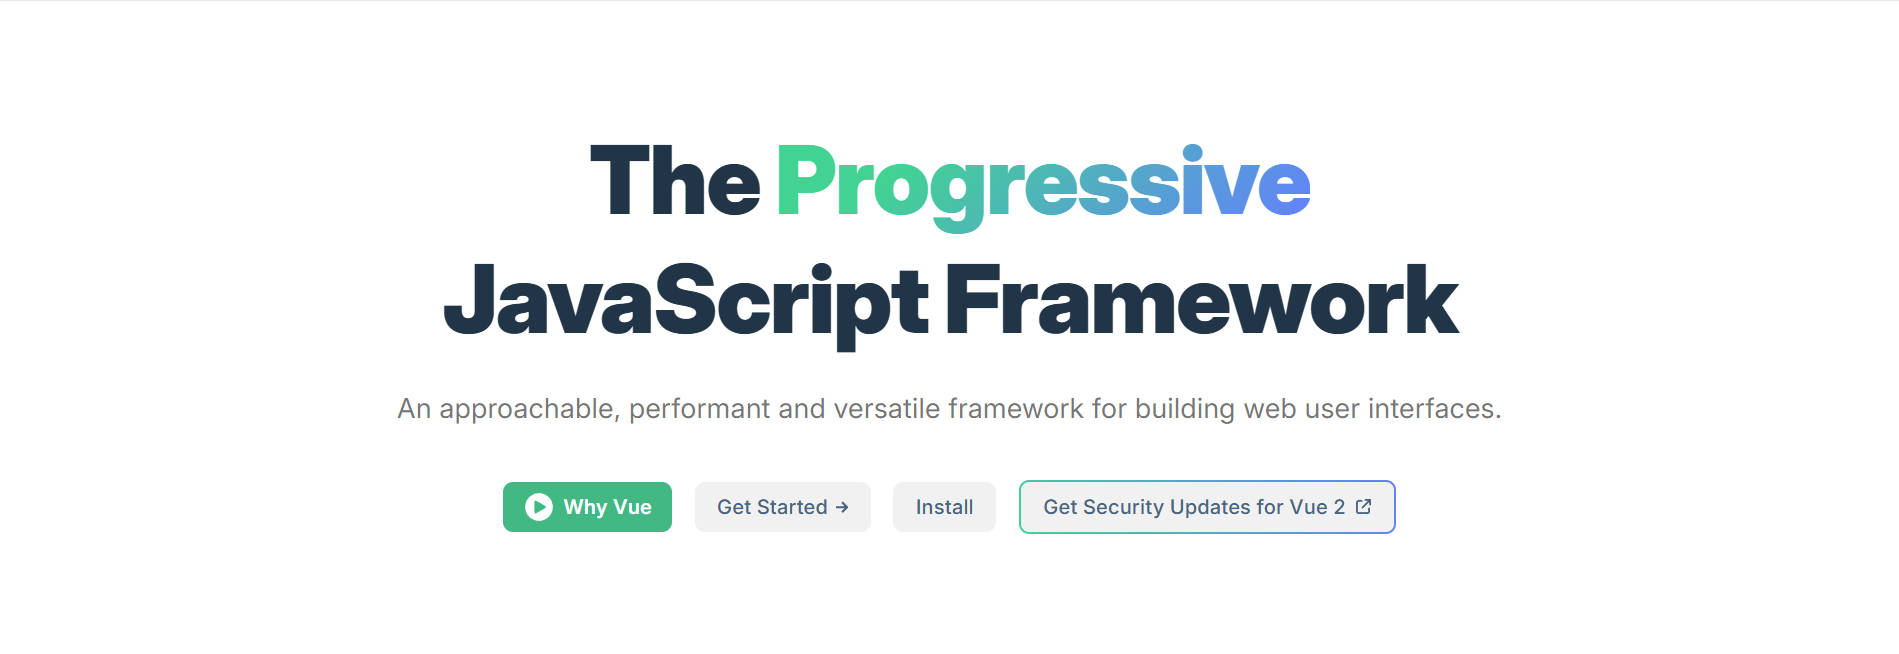 The Progressive
JavaScript Framework
An approachable, performant and versatile framework for building web user interfaces.
Why Vue
Get Started →
Install
Get Security Updates for Vue 2